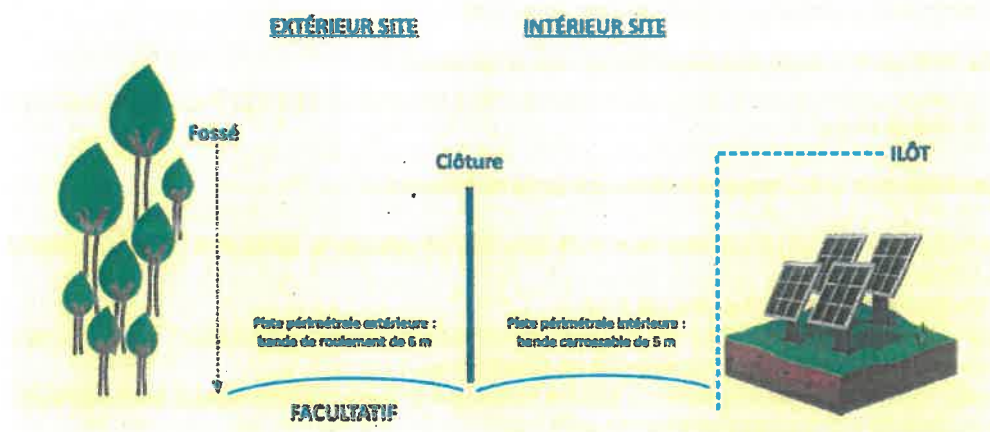 EXTÉRIEUR SITE
INTÉRIEUR SITE
Fossé
Clôture
ILÔT
Piste périmétrale extérieure :
bande de roulement de 6 m
Piste périmétrale intérieure :
bande carrossable de 5 m
FACULTATIF